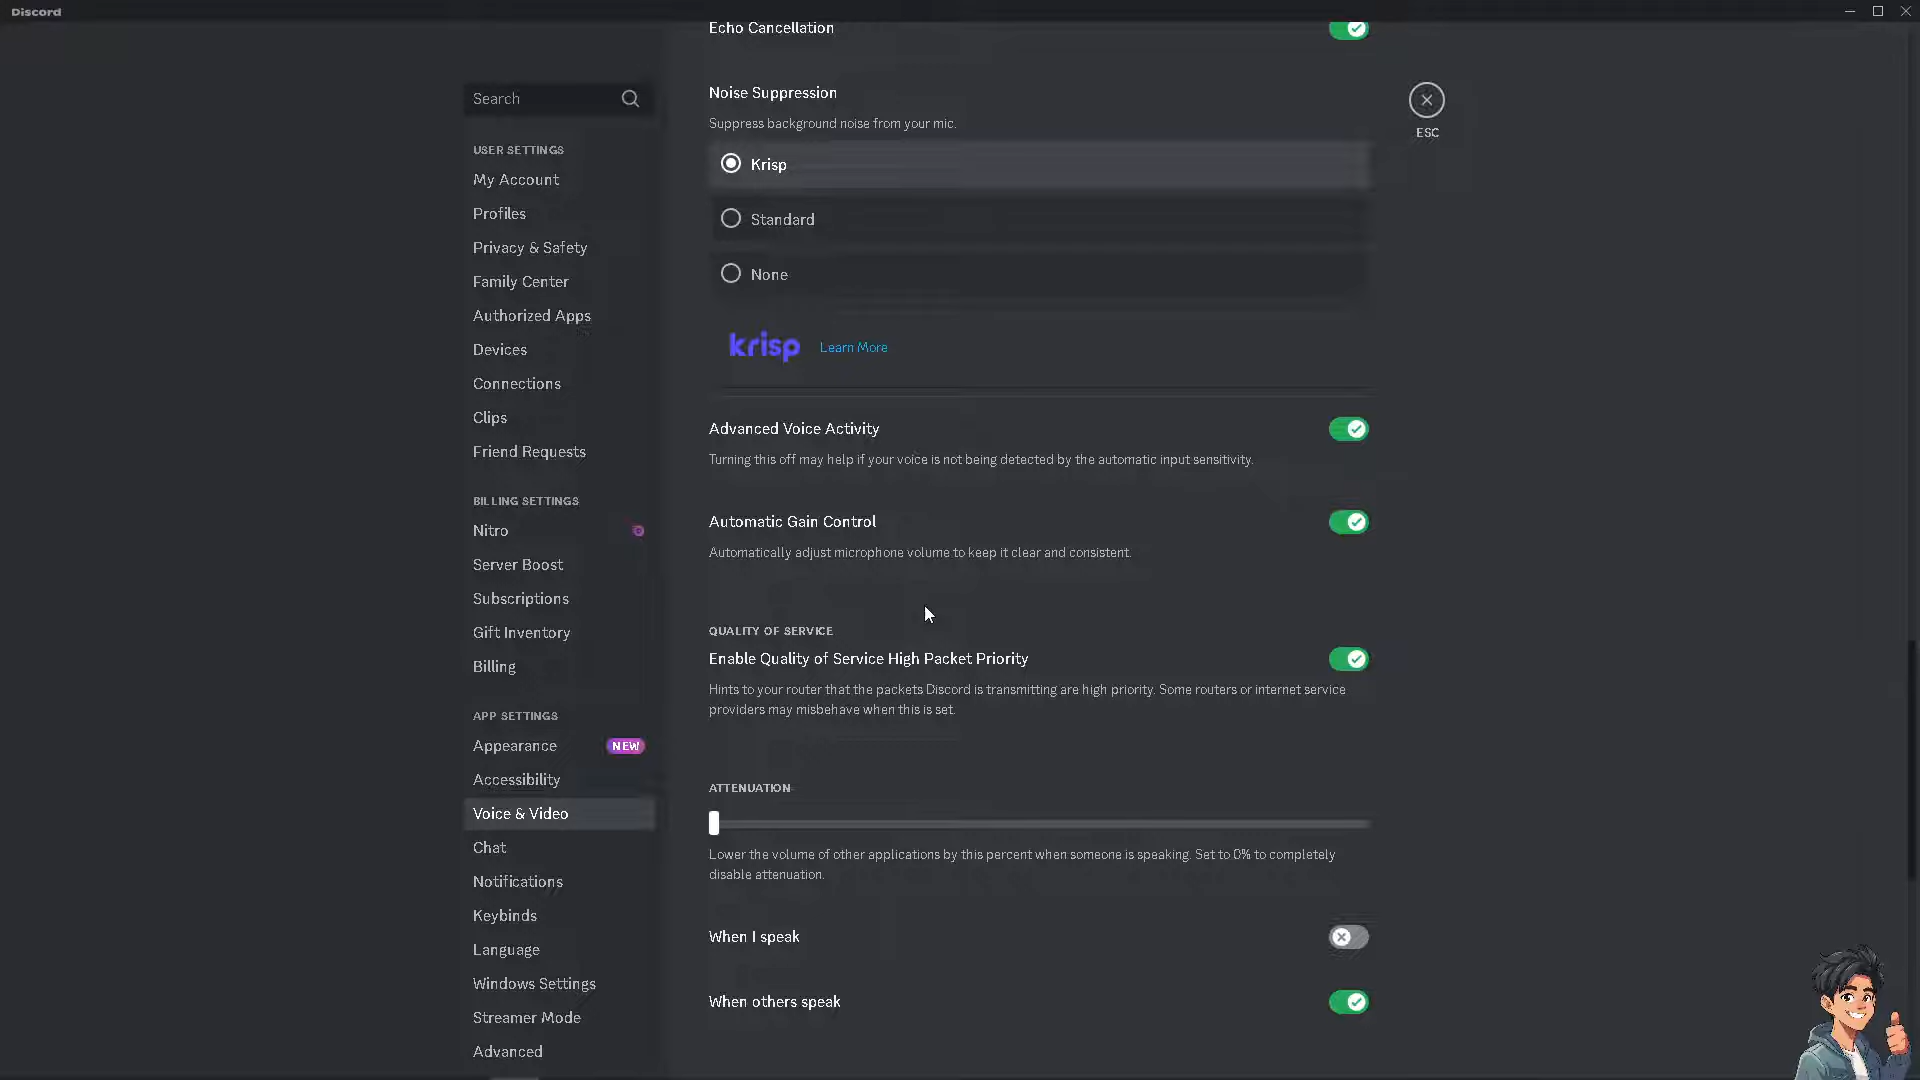 Discord
Search
USER SETTINGS
My Account
Profiles
Privacy & Safety
Family Center
Authorized Apps
Devices
Connections
Clips
Friend Requests
BILLING SETTINGS
Nitro
Server Boost
Subscriptions
Gift Inventory
Billing
APP SETTINGS
Appearance NEW
Accessibility
Voice & Video
Chat
Notifications
Keybinds
Language
Windows Settings
Streamer Mode
Advanced
Echo Cancellation
Noise Suppression
Suppress background noise from your mic.
Krisp
Standard
None
krisp Learn More
Advanced Voice Activity
Turning this off may help if your voice is not being detected by the automatic input sensitivity.
Automatic Gain Control
Automatically adjust microphone volume to keep it clear and consistent.
QUALITY OF SERVICE
Enable Quality of Service High Packet Priority
Hints to your router that the packets Discord is transmitting are high priority. Some routers or internet service
providers may misbehave when this is set.
ATTENUATION
Lower the volume of other applications by this percent when someone is speaking. Set to 0% to completely
disable attenuation.
When I speak
When others speak
ESC